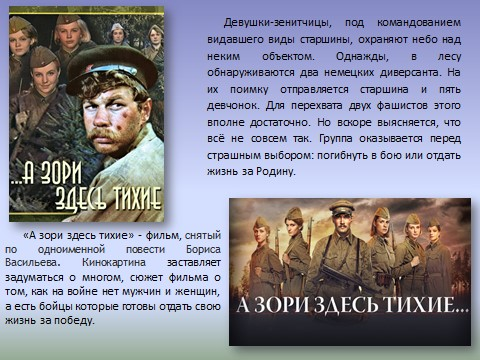 Девушки-зенитчицы, под командованием
видавшего виды старшины, охраняют небо над
неким объектом. Однажды, в лесу
обнаруживаются два немецких диверсанта. На
их поимку отправляется старшина и пять
девчонок. Для перехвата двух фашистов этого
вполне достаточно. Но вскоре выясняется, что
всё не совсем так. Группа оказывается перед
страшным выбором: погибнуть в бою или отдать
жизнь за Родину.
...А ЗОРИ
ЗДЕСЬ ТИХИЕ
«А зори здесь тихие» - фильм, снятый
по одноименной повести Бориса
Васильева. Кинокартина заставляет
задуматься о многом, сюжет фильма о
том, как на войне нет мужчин и женщин,
а есть бойцы которые готовы отдать свою
жизнь за победу.
А ЗОРИ ЗДЕСЬ ТИХИЕ...